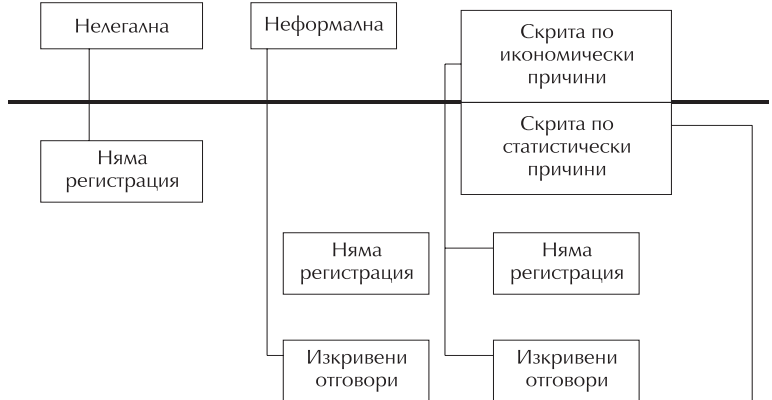 Нелегална
Неформална
Скрита по
икономически
причини
Скрита по
статистически
причини
Няма
регистрация
Няма
регистрация
Няма
регистрация
Изкривени
отговори
Изкривени
отговори